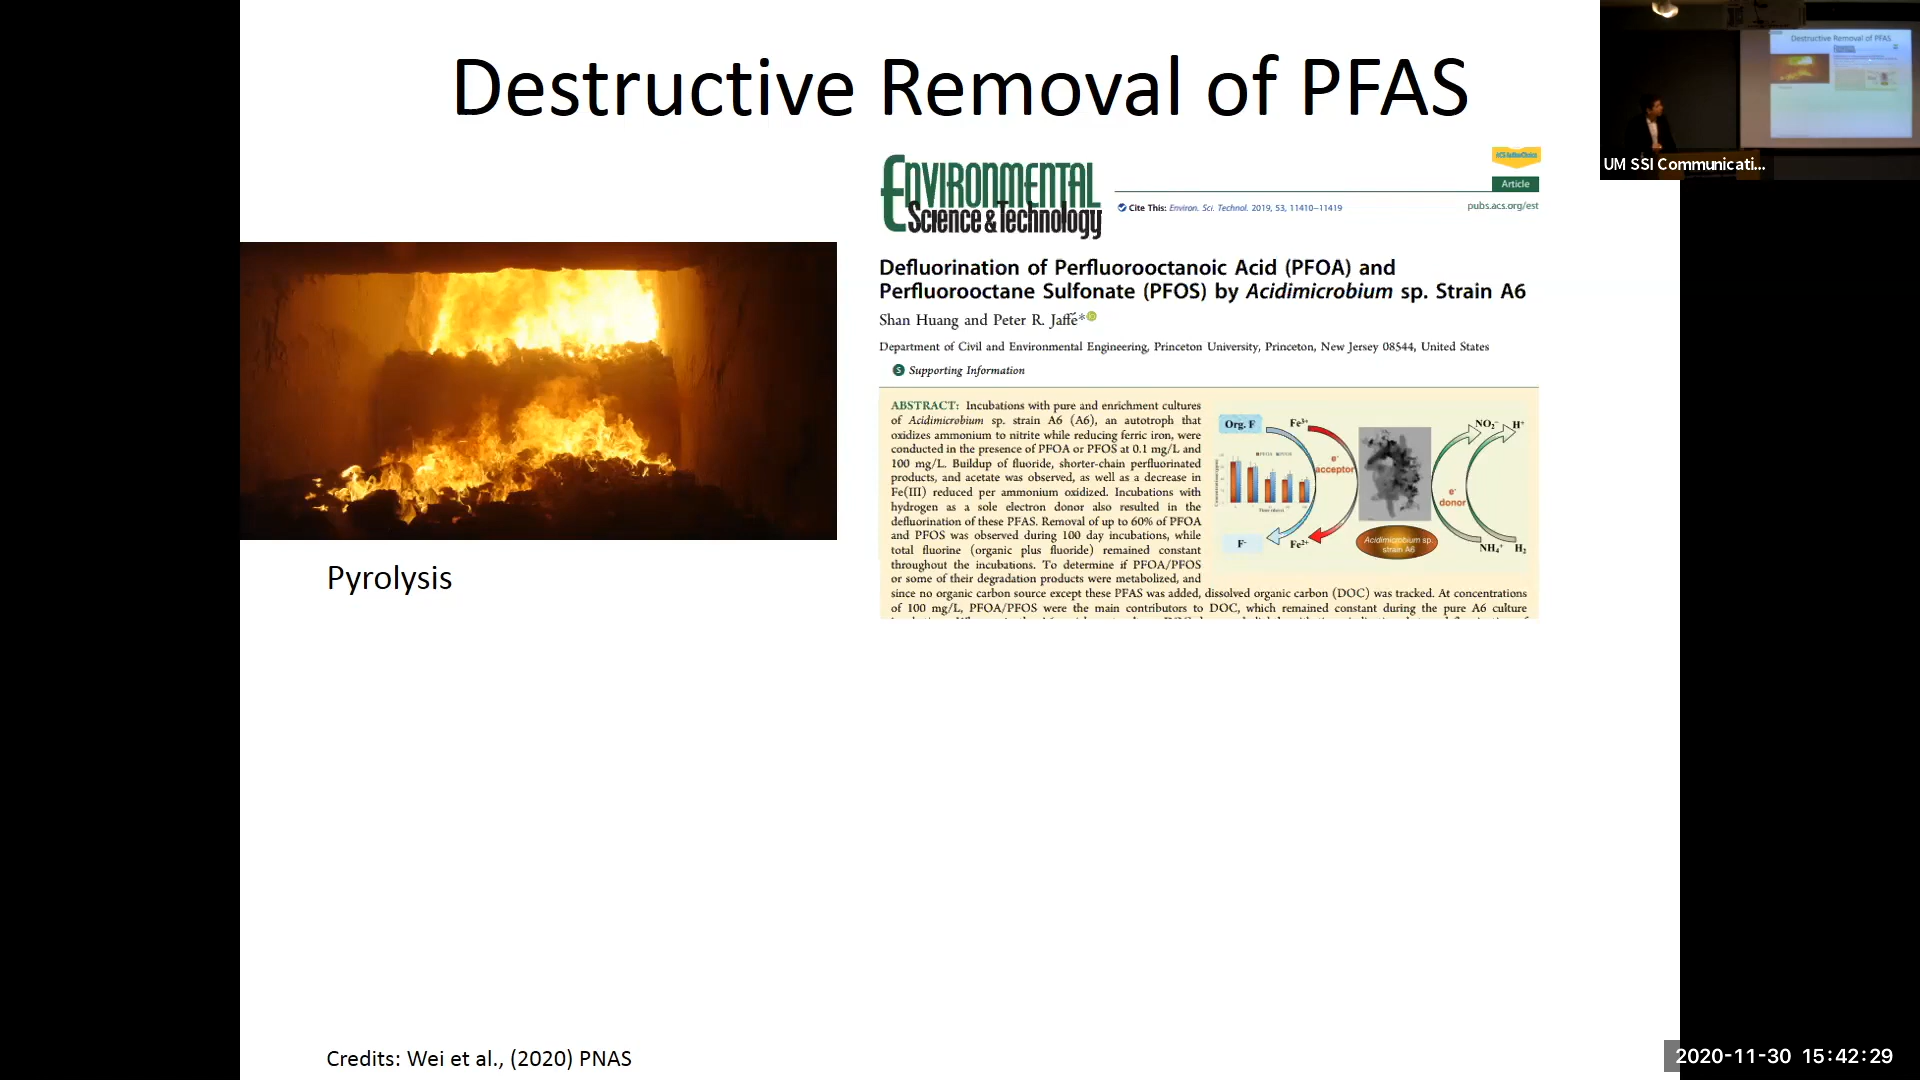 Destructive Removal of PFAS
Environmental
Science & Technology
Article
Cite This: Environ. Sci. Technol. 2019, 53, 11410−11419
pubs.acs.org/est
Defluorination of Perfluorooctanoic Acid (PFOA) and
Perfluorooctane Sulfonate (PFOS) by Acidimicrobium sp. Strain A6
Shan Huang and Peter R. Jaffé*
Department of Civil and Environmental Engineering, Princeton University, Princeton, New Jersey 08544, United States
S Supporting Information
ABSTRACT: Incubations with pure and enrichment cultures
of Acidimicrobium sp. strain A6 (A6), an autotroph that
oxidizes ammonium to nitrite while reducing ferric iron, were
conducted in the presence of PFOA or PFOS at 0.1 mg/L and
100 mg/L. Buildup of fluoride, shorter-chain perfluorinated
products, and acetate was observed, as well as a decrease in
Fe(III) reduced per ammonium oxidized. Incubations with
hydrogen as a sole electron donor also resulted in the
defluorination of these PFAS. Removal of up to 60% of PFOA
and PFOS was observed during 100 day incubations, while
total fluorine (organic plus fluoride) remained constant
throughout the incubations. To determine if PFOA/PFOS
or some of their degradation products were metabolized, and
since no organic carbon source except these PFAS was added, dissolved organic carbon (DOC) was tracked. At concentrations
of 100 mg/L, PFOA/PFOS were the main contributors to DOC, which remained constant during the pure A6 culture
Org. F
Fe³⁺
e⁻
acceptor
F⁻
Fe²⁺
Acidimicrobium sp.
strain A6
e⁻
donor
NO₂⁻
H⁺
NH₄⁺
H₂
Pyrolysis
Credits: Wei et al., (2020) PNAS
Destructive Removal of PFAS
UM SSI Communicati...
2020-11-30 15:42:29